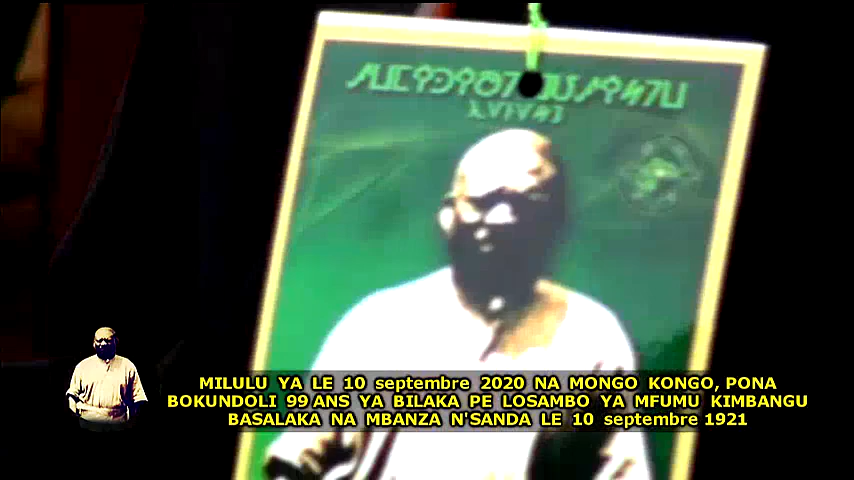 MILULU YA LE 10 septembre 2020 NA MONGO KONGO, PONA
BOKUNDOLI 99 ANS YA BILAKA PE LOSAMBO YA MFUMU KIMBANGU
BASALAKA NA MBANZA N'SANDA LE 10 septembre 1921